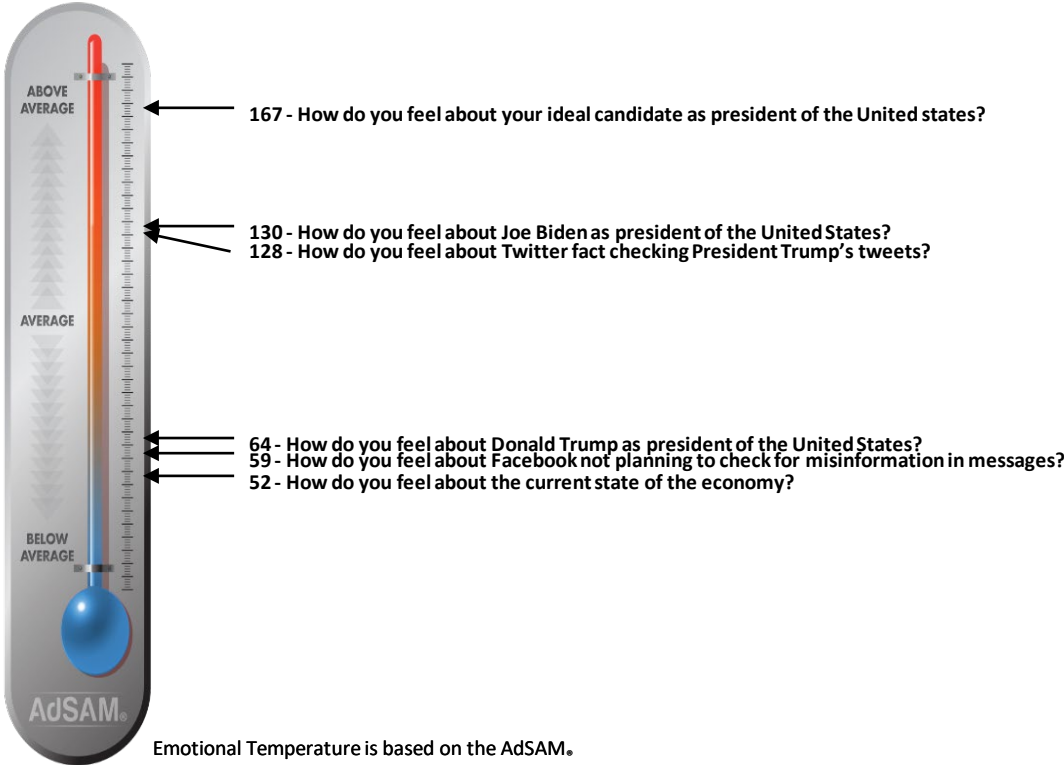 ABOVE
AVERAGE
167 - How do you feel about your ideal candidate as president of the United states?
130 - How do you feel about Joe Biden as president of the United States?
128 - How do you feel about Twitter fact checking President Trump's tweets?
AVERAGE
64 - How do you feel about Donald Trump as president of the United States?
59 - How do you feel about Facebook not planning to check for misinformation in messages?
52 - How do you feel about the current state of the economy?
BELOW
AVERAGE
AdSAM®
Emotional Temperature is based on the AdSAM®